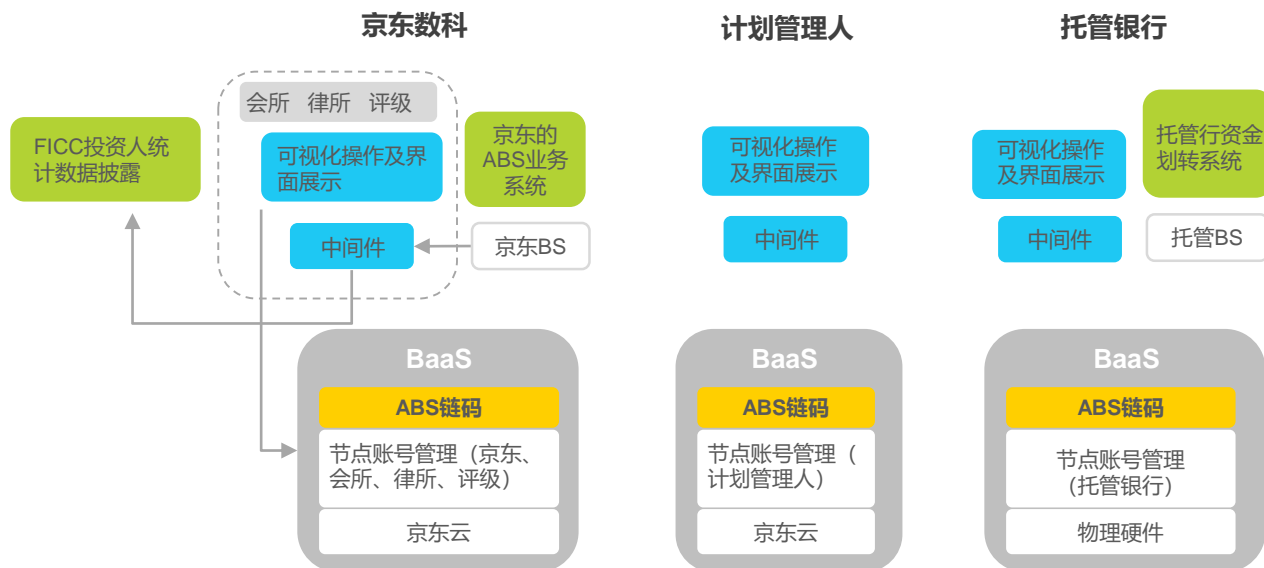 京东数科
计划管理人
托管银行
会所 律所 评级
FICC投资人统
计数据披露
可视化操作及界
面展示
京东的
ABS业务
系统
中间件
京东BS
可视化操作
及界面展示
中间件
可视化操作
及界面展示
托管行资金
划转系统
中间件
托管BS
BaaS
ABS链码
节点账号管理（京东、
会所、律所、评级）
京东云
BaaS
ABS链码
节点账号管理（
计划管理人）
京东云
BaaS
ABS链码
节点账号管理
（托管银行）
物理硬件